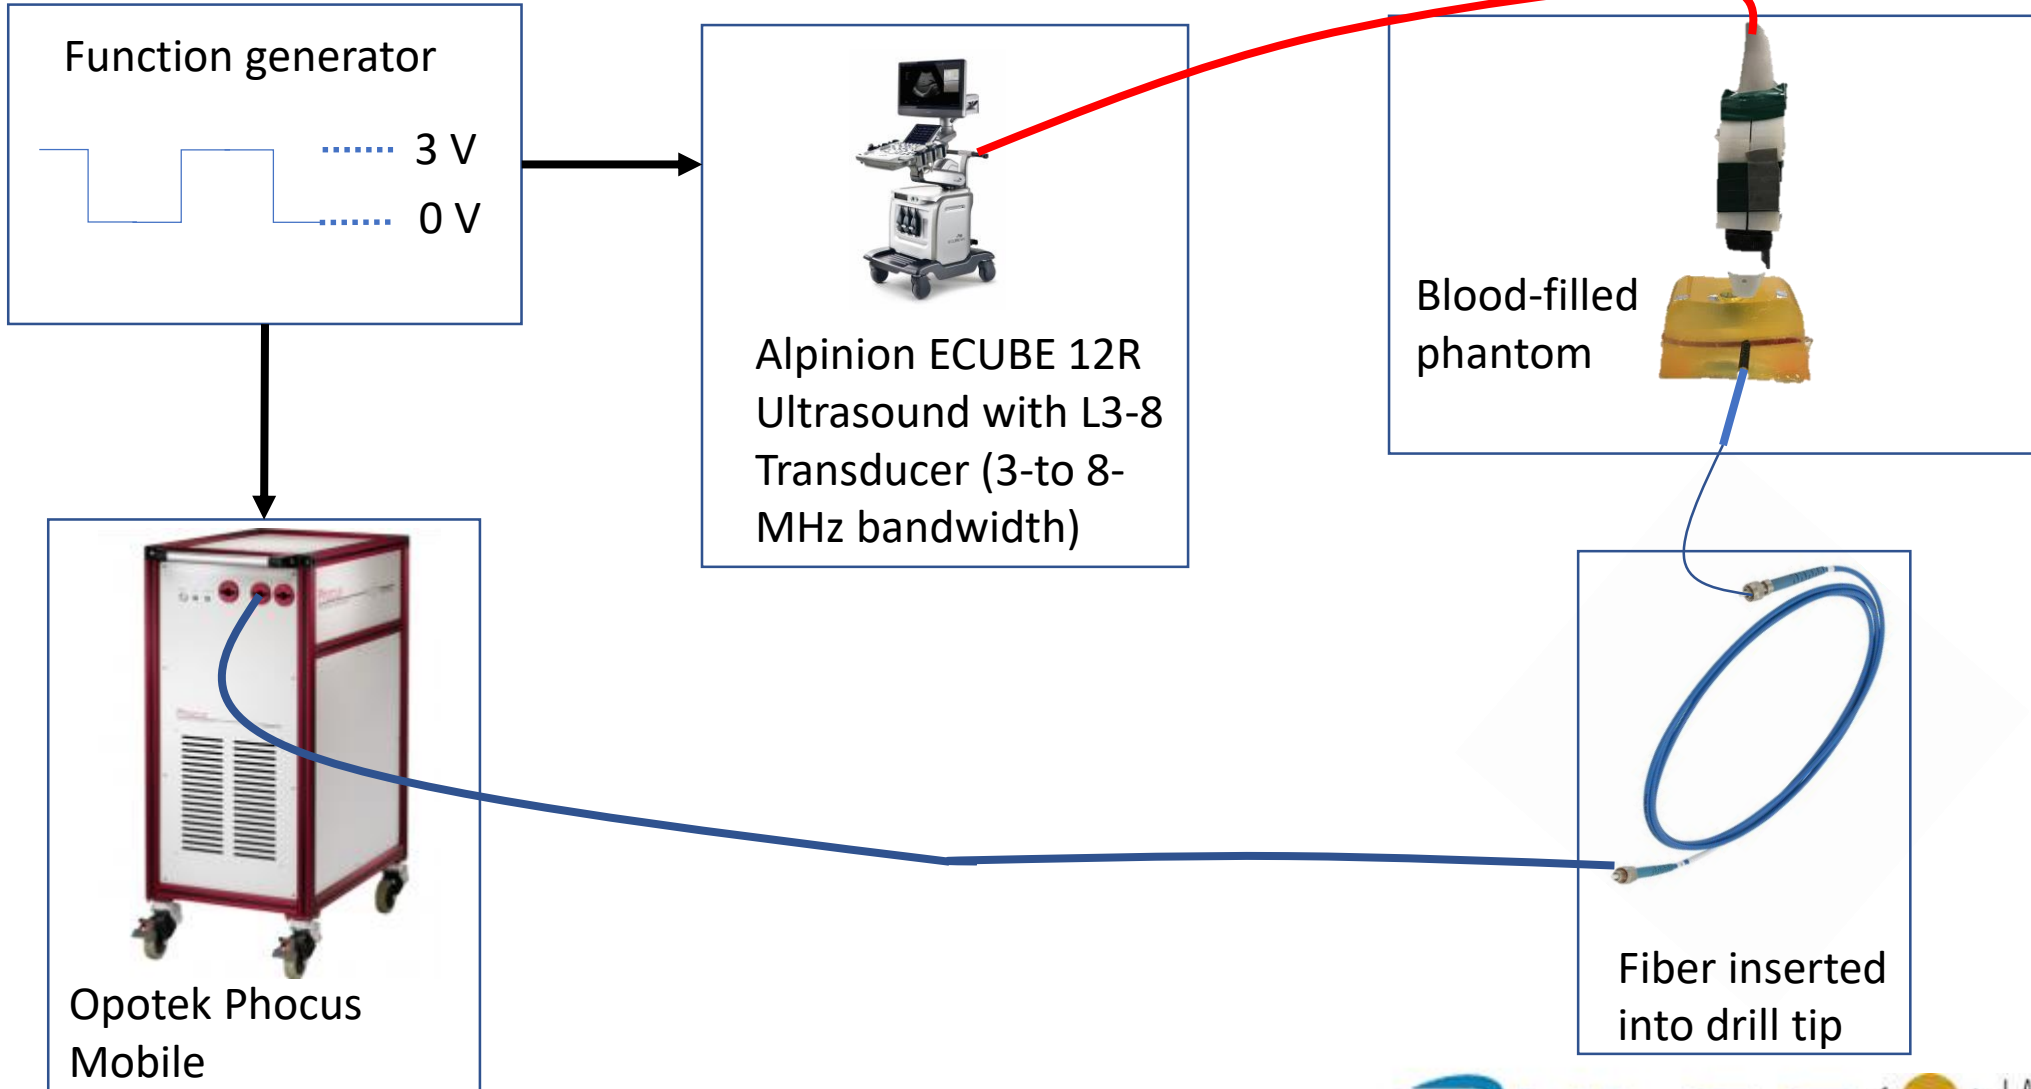 Function generator
3 V
0 V
Alpinion ECUBE 12R
Ultrasound with L3-8
Transducer (3-to 8-
MHz bandwidth)
Blood-filled
phantom
Opotek Phocus
Mobile
Fiber inserted
into drill tip